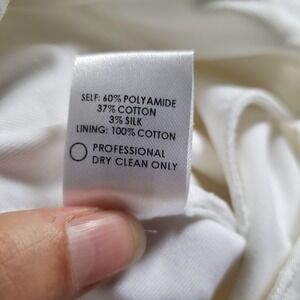 SELF: 60% POLYAMIDE
37% COTTON
3% SILK
LINING: 100% COTTON
PROFESSIONAL
DRY CLEAN ONLY